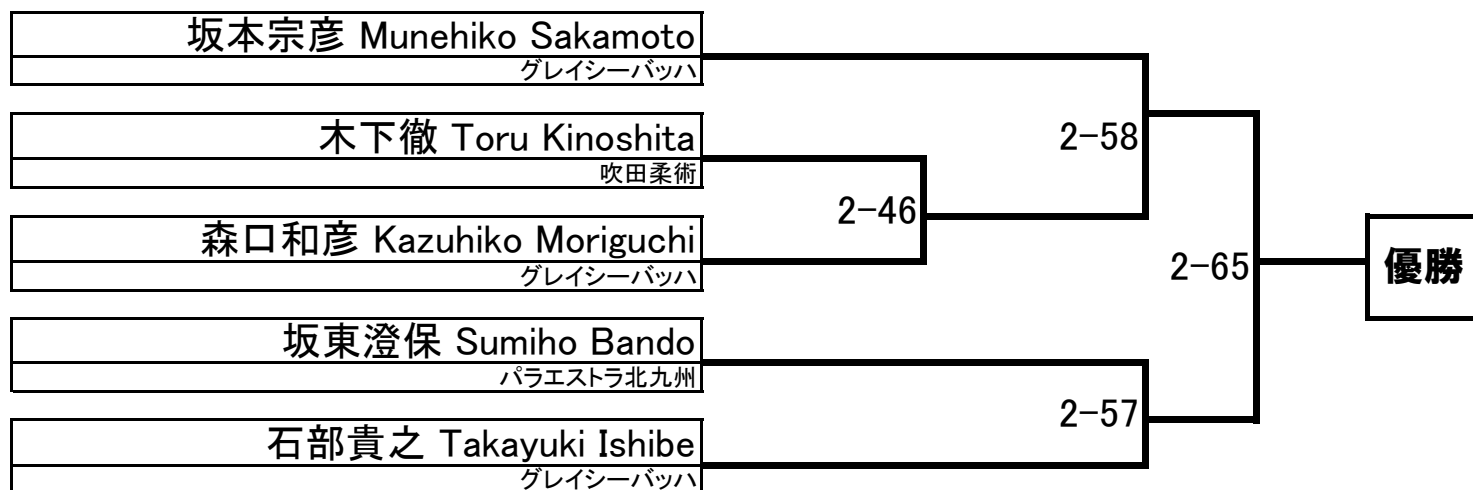 坂本宗彦 Munehiko Sakamoto
グレイシーバッハ
木下徹 Toru Kinoshita
吹田柔術
森口和彦 Kazuhiko Moriguchi
グレイシーバッハ
坂東澄保 Sumiho Bando
パラエストラ北九州
石部貴之 Takayuki Ishibe
グレイシーバッハ
2-46
2-58
2-57
2-65
優勝